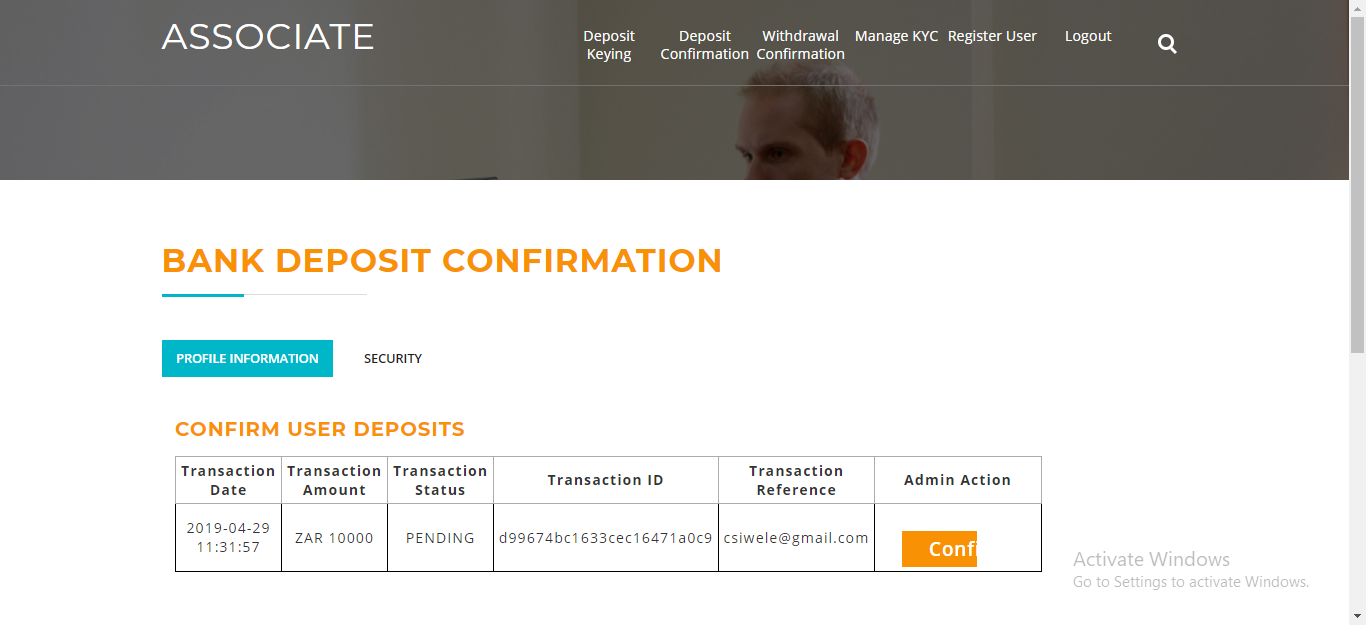 ASSOCIATE
Deposit Keying
Deposit Confirmation
Withdrawal Confirmation
Manage KYC
Register User
Logout
BANK DEPOSIT CONFIRMATION
PROFILE INFORMATION
SECURITY
CONFIRM USER DEPOSITS
Transaction Date
Transaction Amount
Transaction Status
Transaction ID
Transaction Reference
Admin Action
2019-04-29 11:31:57
ZAR 10000
PENDING
d99674bc1633cec16471a0c9
csiwele@gmail.com
Confi
Activate Windows
Go to Settings to activate Windows.